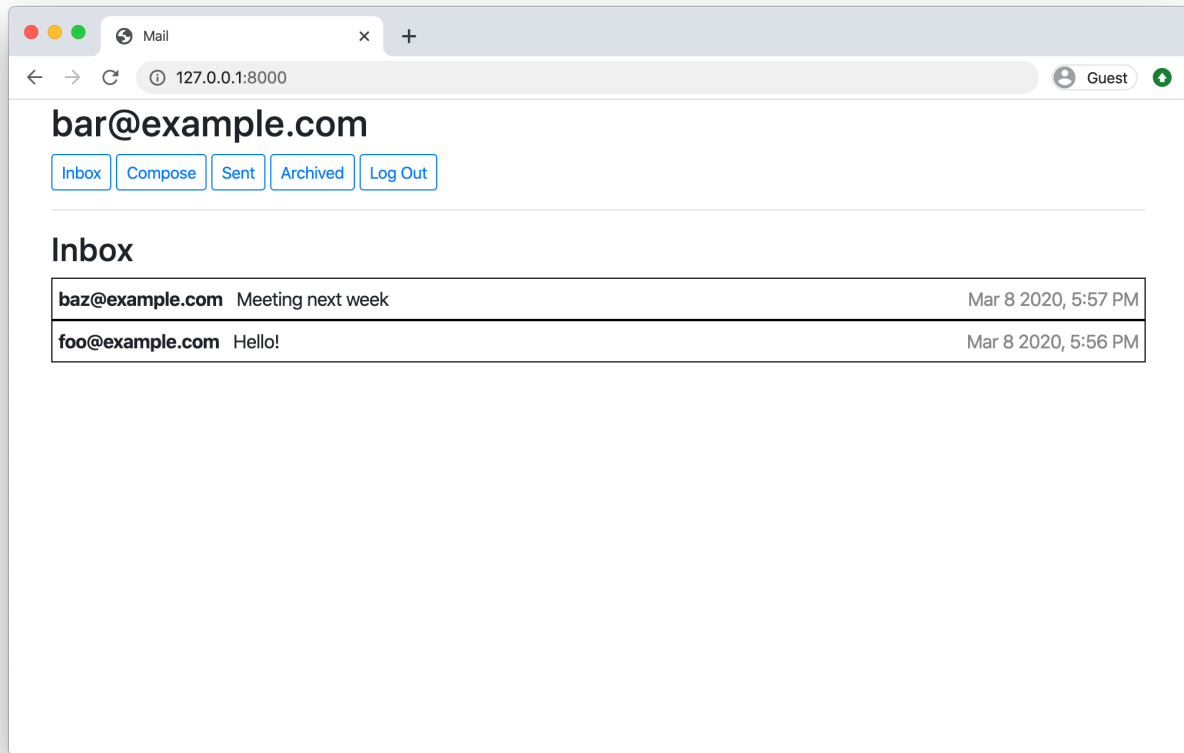 Mail
127.0.0.1:8000 Guest
bar@example.com
Inbox Compose Sent Archived Log Out
Inbox
baz@example.com Meeting next week Mar 8 2020, 5:57 PM
foo@example.com Hello! Mar 8 2020, 5:56 PM